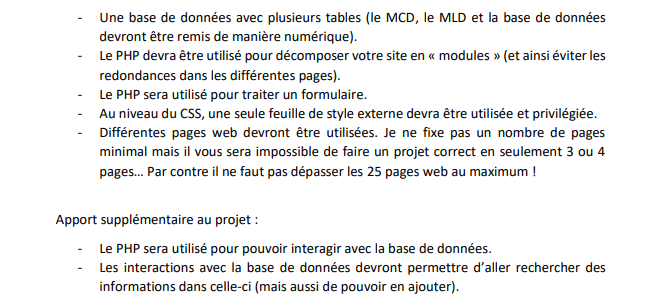 - Une base de données avec plusieurs tables (le MCD, le MLD et la base de données
devront être remis de manière numérique).
- Le PHP devra être utilisé pour décomposer votre site en « modules » (et ainsi éviter les
redondances dans les différentes pages).
- Le PHP sera utilisé pour traiter un formulaire.
- Au niveau du CSS, une seule feuille de style externe devra être utilisée et privilégiée.
- Différentes pages web devront être utilisées. Je ne fixe pas un nombre de pages
minimal mais il vous sera impossible de faire un projet correct en seulement 3 ou 4
pages… Par contre il ne faut pas dépasser les 25 pages web au maximum !
Apport supplémentaire au projet :
- Le PHP sera utilisé pour pouvoir interagir avec la base de données.
- Les interactions avec la base de données devront permettre d’aller rechercher des
informations dans celle-ci (mais aussi de pouvoir en ajouter).